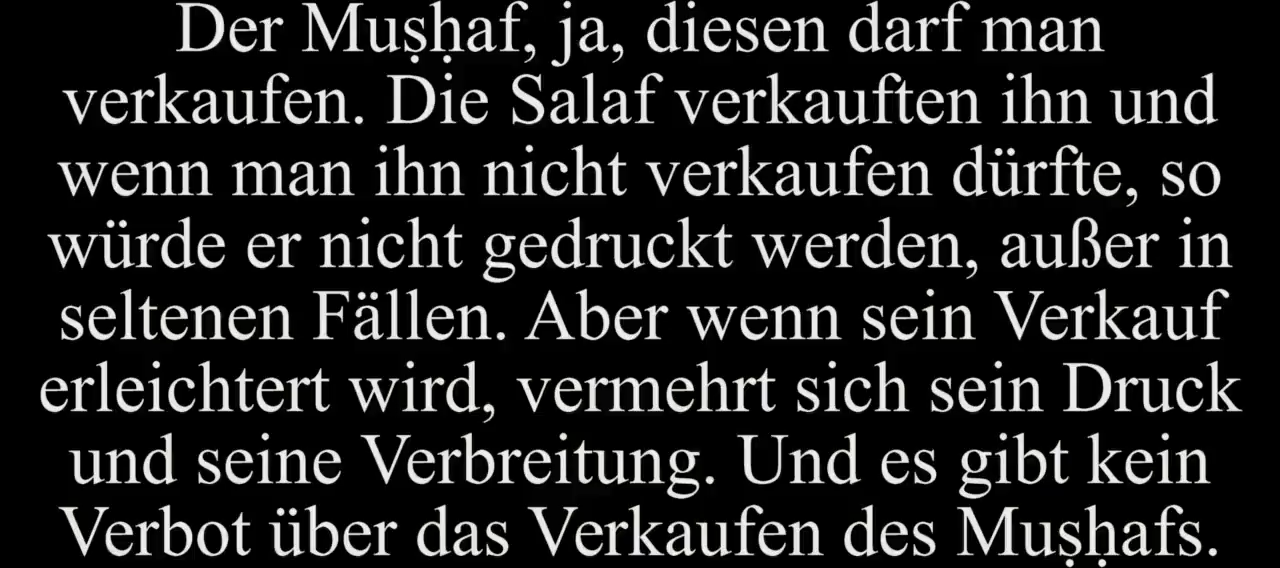 Der Muṣḥaf, ja, diesen darf man
verkaufen. Die Salaf verkauften ihn und
wenn man ihn nicht verkaufen dürfte, so
würde er nicht gedruckt werden, außer in
seltenen Fällen. Aber wenn sein Verkauf
erleichtert wird, vermehrt sich sein Druck
und seine Verbreitung. Und es gibt kein
Verbot über das Verkaufen des Muṣḥafs.